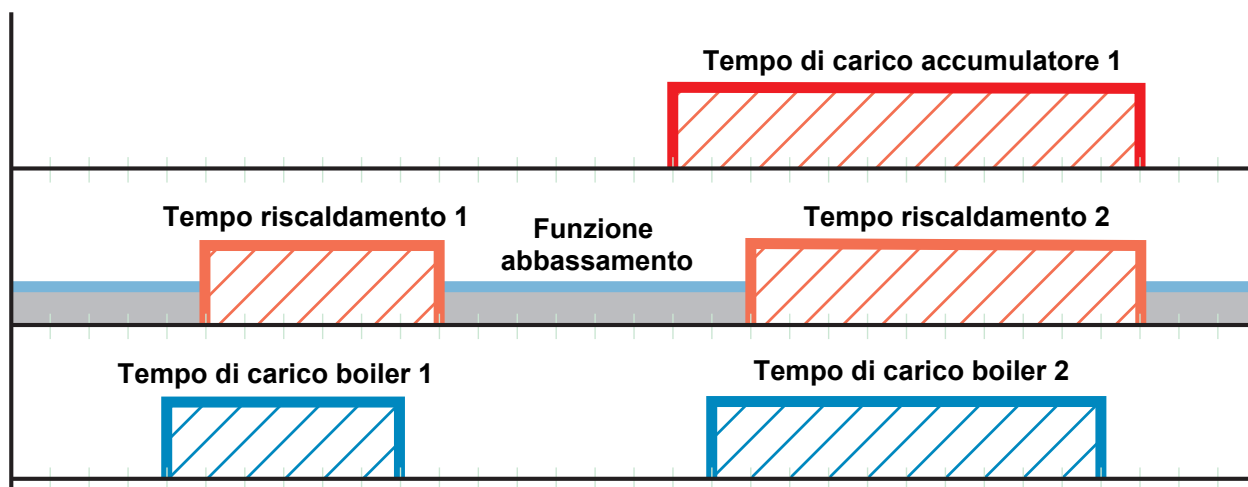 Tempo di carico accumulatore 1
Tempo riscaldamento 1
Funzione
abbassamento
Tempo riscaldamento 2
Tempo di carico boiler 1
Tempo di carico boiler 2